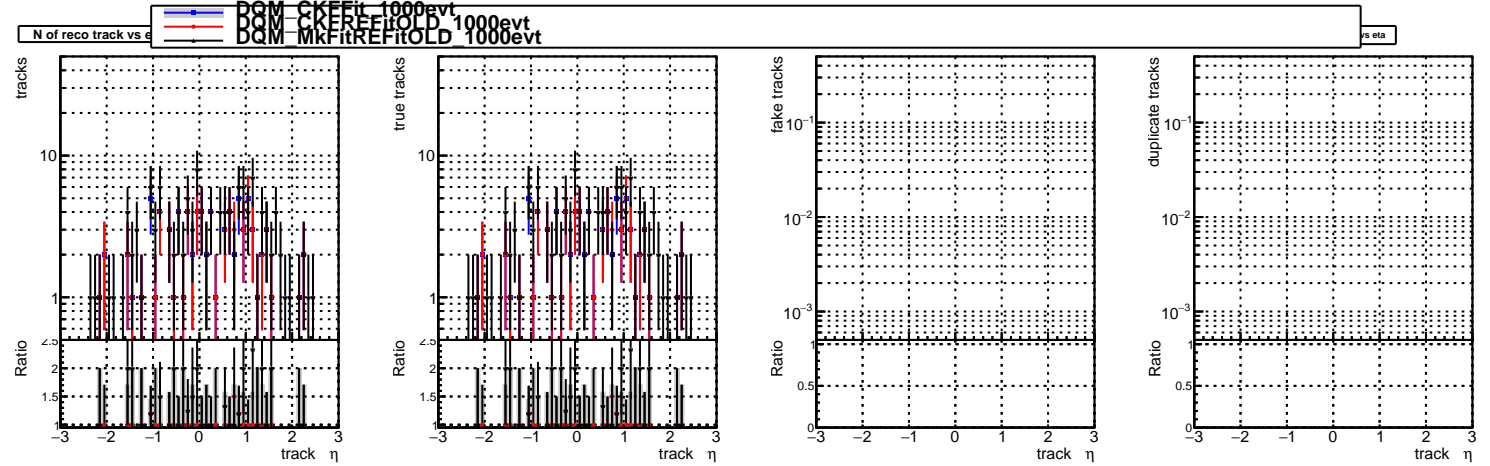 DQM_CKFFit_1000evt
DQM_CKFREFitOLD_1000evt
DQM_MkFitREFitOLD_1000evt
N of reco track vs e
vs eta
tracks
10
1
Ratio
2.5
2
1.5
1
−3 −2 −1 0 1 2 3
track η
true tracks
10
1
Ratio
2.5
2
1.5
1
−3 −2 −1 0 1 2 3
track η
fake tracks
10−1
10−2
10−3
Ratio
1
0.5
0
−3 −2 −1 0 1 2 3
track η
duplicate tracks
10−1
10−2
10−3
Ratio
1
0.5
0
−3 −2 −1 0 1 2 3
track η